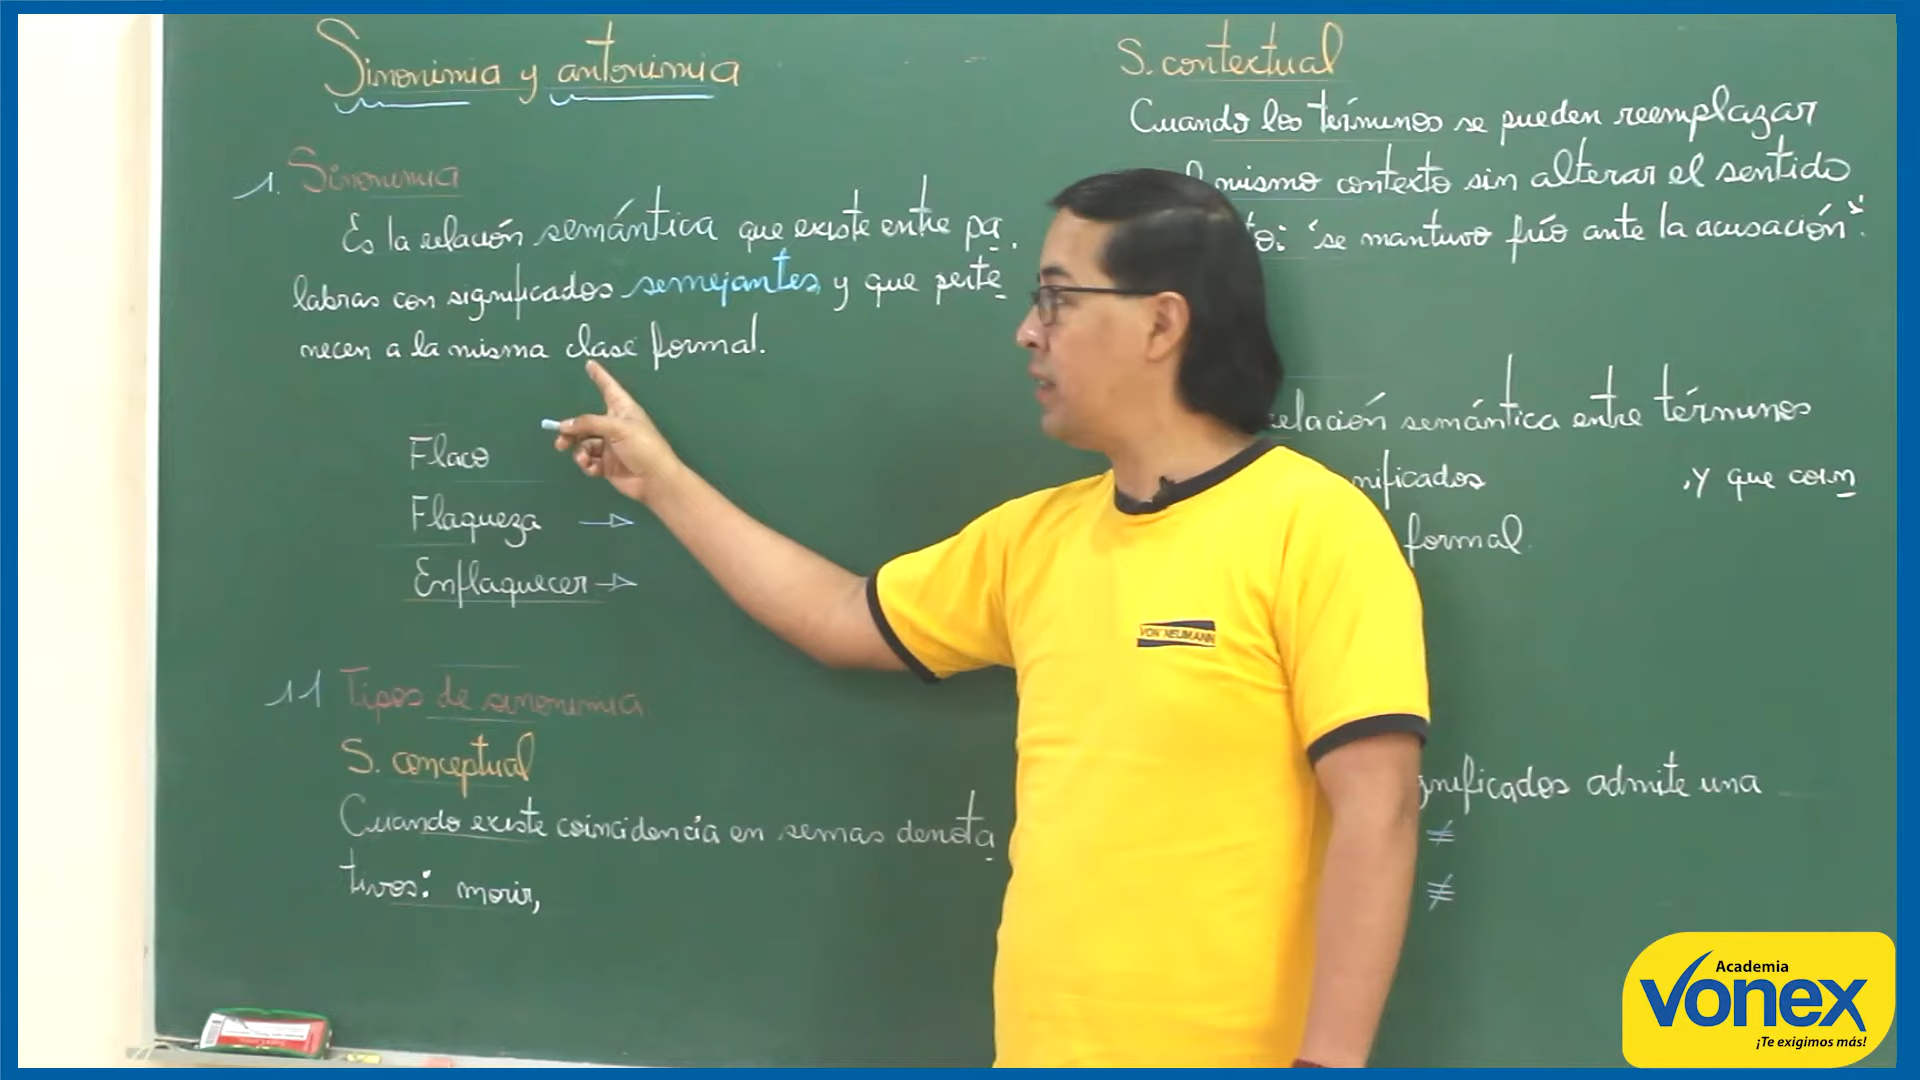 Sinonimia y antonimia
1. Sinonimia
Es la relación semántica que existe entre pa
labras con significados semejantes, y que perte
necen a la misma clase formal.
Flaco
Flaqueza →
Enflaquecer →
1.1 Tipos de sinonimia
S. conceptual
Cuando existe coincidencia en semas denota
tivos: morir,
S. contextual
Cuando los términos se pueden reemplazar
mismo contexto sin alterar el sentido
"se mantuvo frío ante la acusación".
relación semántica entre términos
nificados , y que com
formal.
gnificados admite una
≠
≠
VON NEUMANN
Academia
Vonex
¡Te exigimos más!